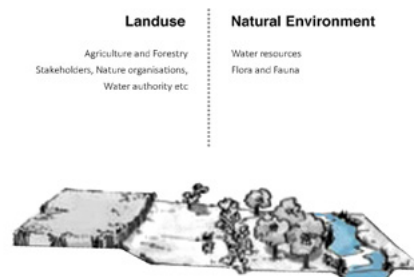 Landuse
Agriculture and Forestry
Stakeholders, Nature organisations,
Water authority etc
Natural Environment
Water resources
Flora and Fauna